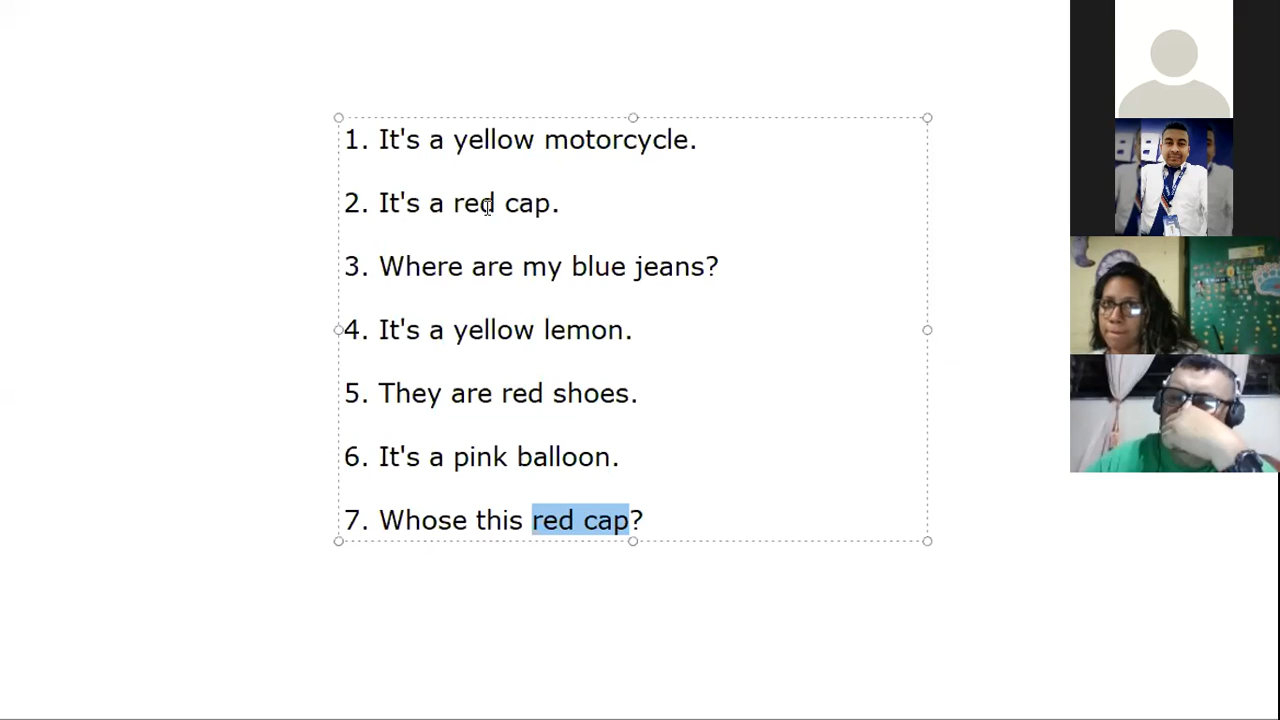 1. It's a yellow motorcycle.
2. It's a red cap.
3. Where are my blue jeans?
4. It's a yellow lemon.
5. They are red shoes.
6. It's a pink balloon.
7. Whose this red cap?